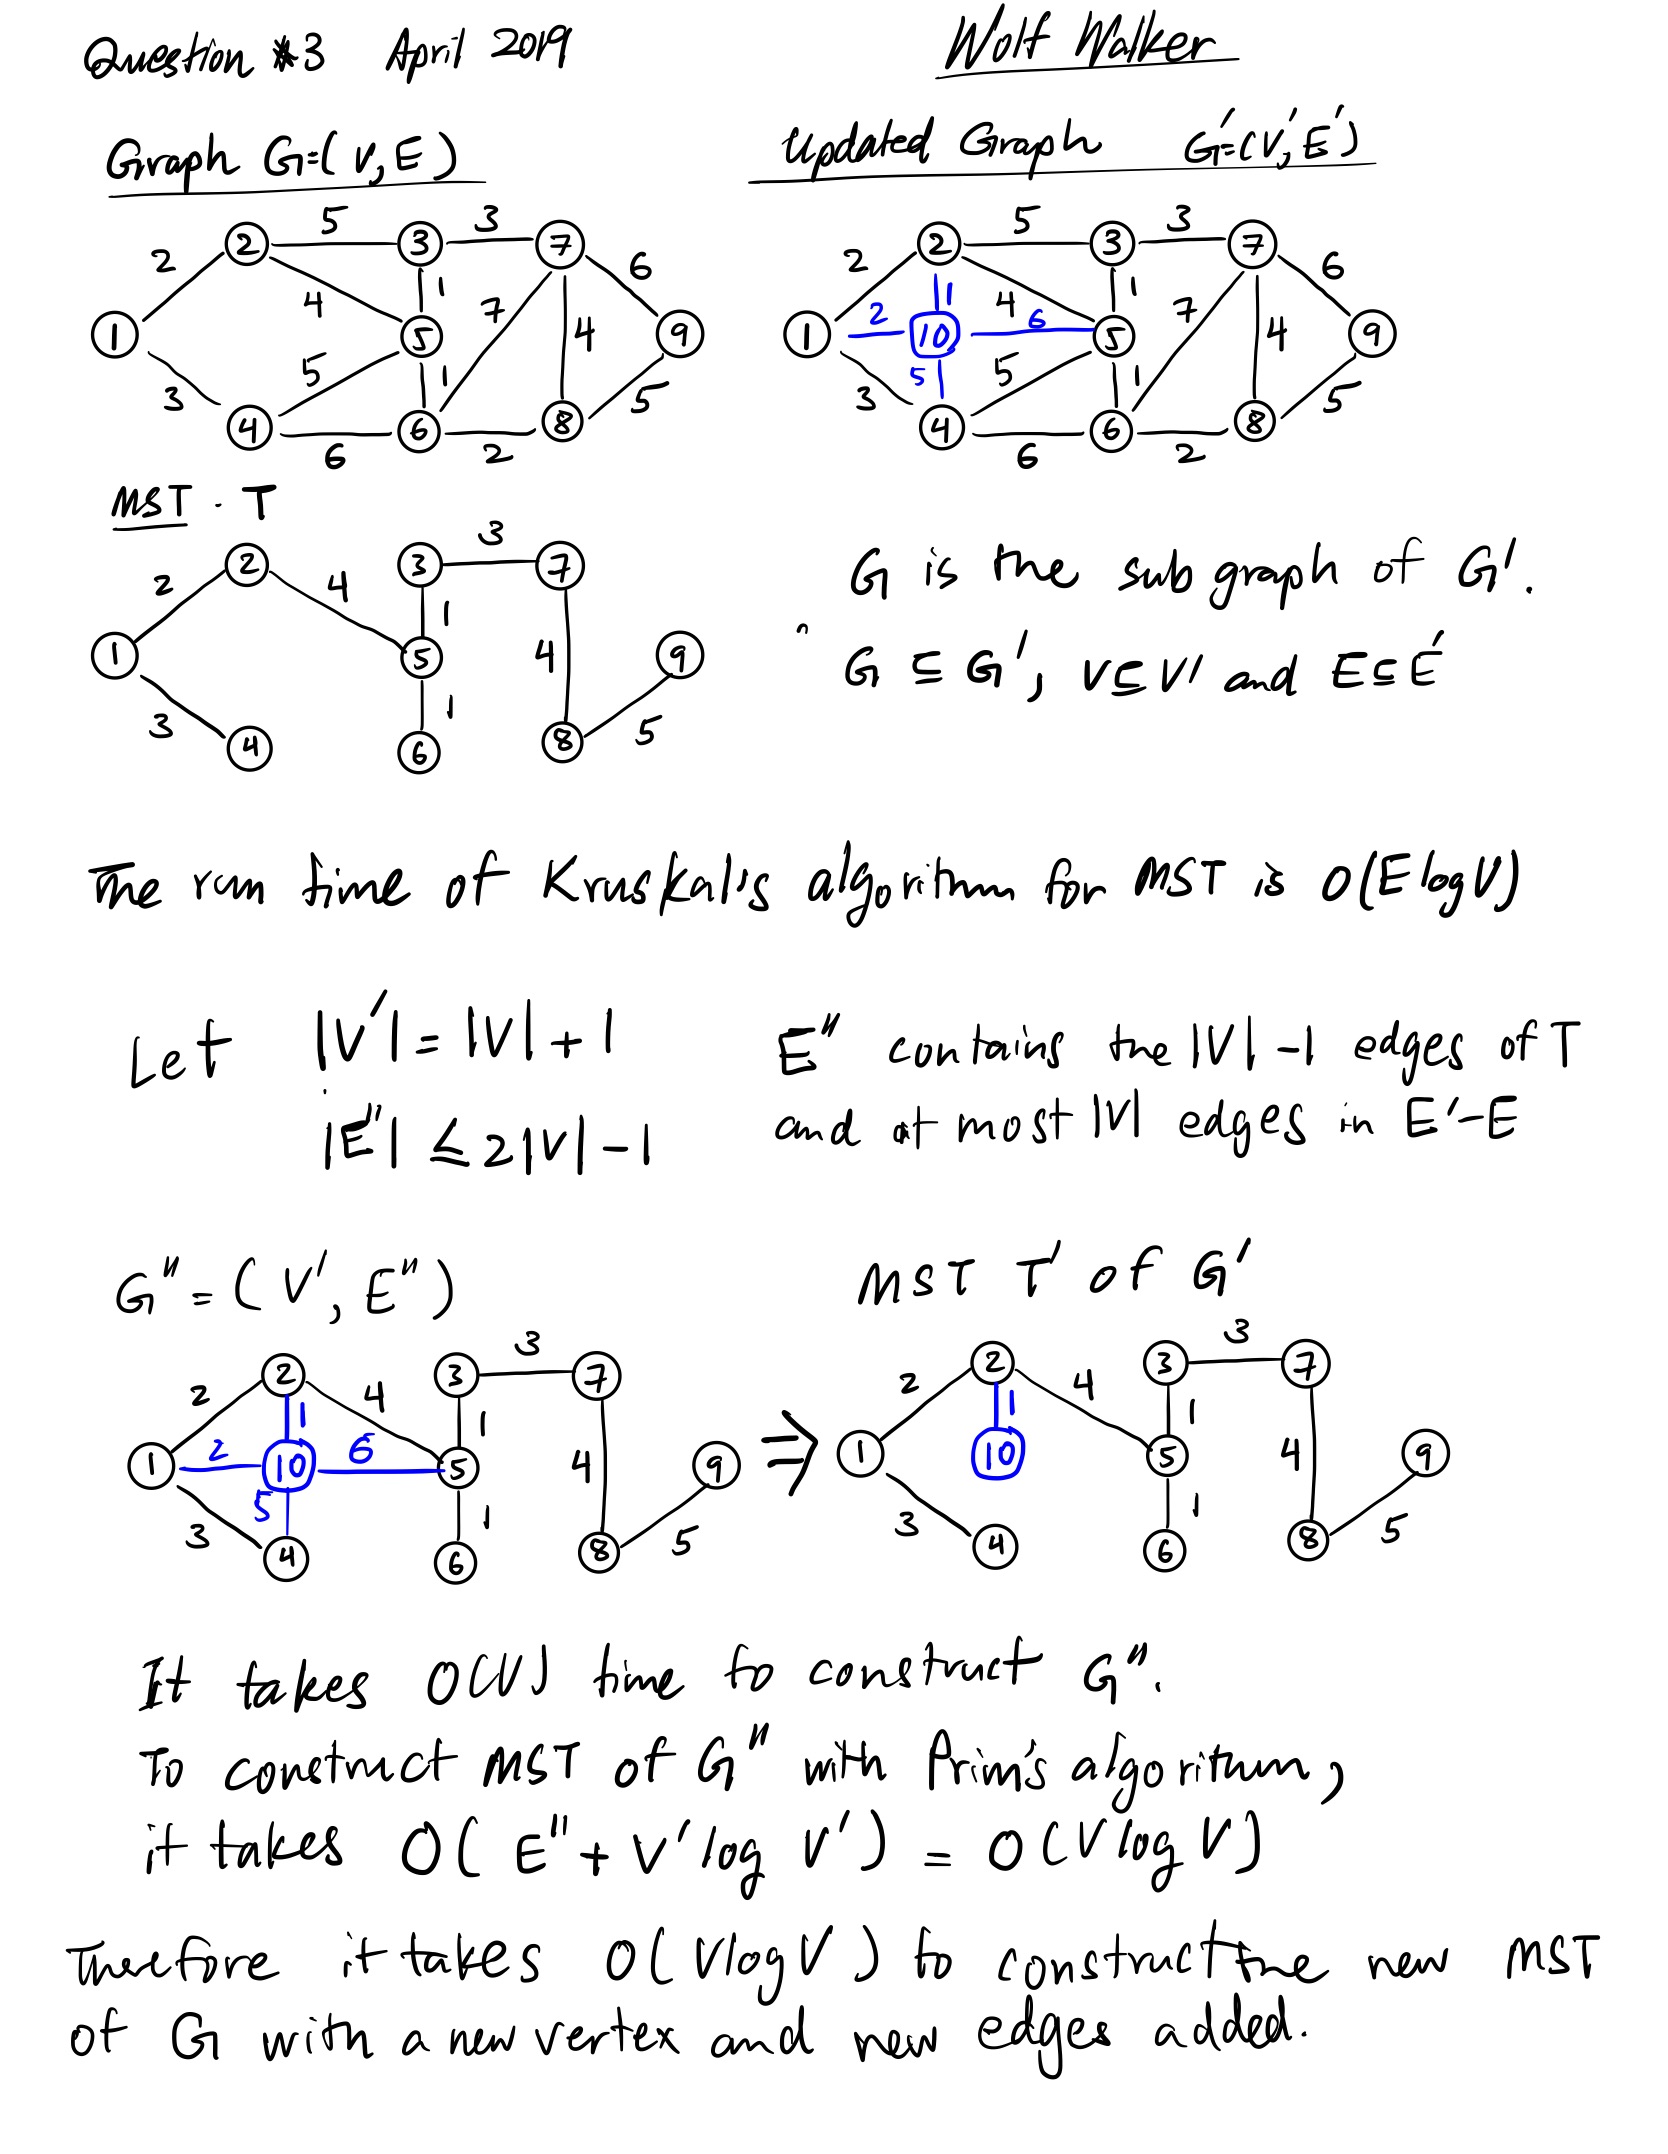 Question #3 April 2019
Wolf Walker
Graph G=(V,E)
Updated Graph G'=(V',E')
5 3
2 3 7
2 6
4 1 7
1 5 4 9
5 1
3 5
4 6 8
6 2
5 3
2 3 7
2 6
1 4 1 7
2 6
1 10 5 4 9
5 5 1
3 5
4 6 8
6 2
MST . T
3
2 3 7
2 4 1
1 5 4 9
3 1 5
4 6 8
G is the subgraph of G'.
G ⊆ G', V⊆V' and E⊆E'
The run time of Kruskal's algorithm for MST is O(E log V)
Let |V'| = |V| + 1
|E''| ≤ 2|V| - 1
E'' contains the |V| - 1 edges of T
and at most |V| edges in E'-E
G'' = ( V', E'' )
3
2 3 7
2 4
1 1
2 6
1 10 5 4 9
5
3 1 5
4 6 8
⇒
MST T' of G'
3
2 3 7
2 4
1 1
1 10 5 4 9
3 1 5
4 6 8
It takes O(V) time to construct G''.
To construct MST of G'' with Prim's algorithm,
it takes O( E'' + V' log V' ) = O(V log V)
Therefore it takes O( V log V ) to construct the new MST
of G with a new vertex and new edges added.